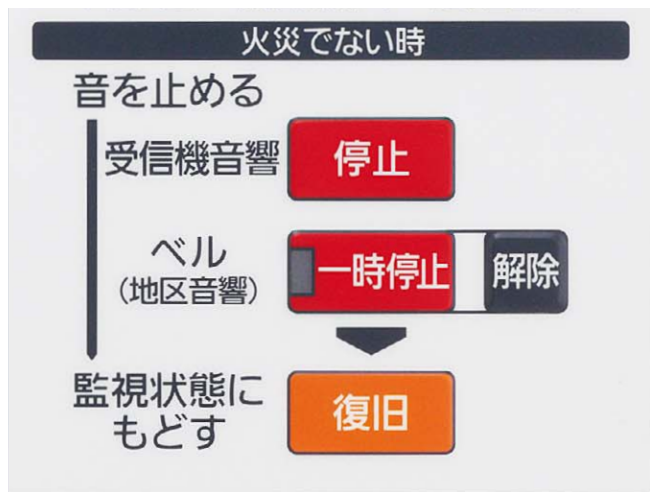 火災でない時
音を止める
受信機音響
停止
ベル
(地区音響)
一時停止
解除
監視状態に
もどす
復旧